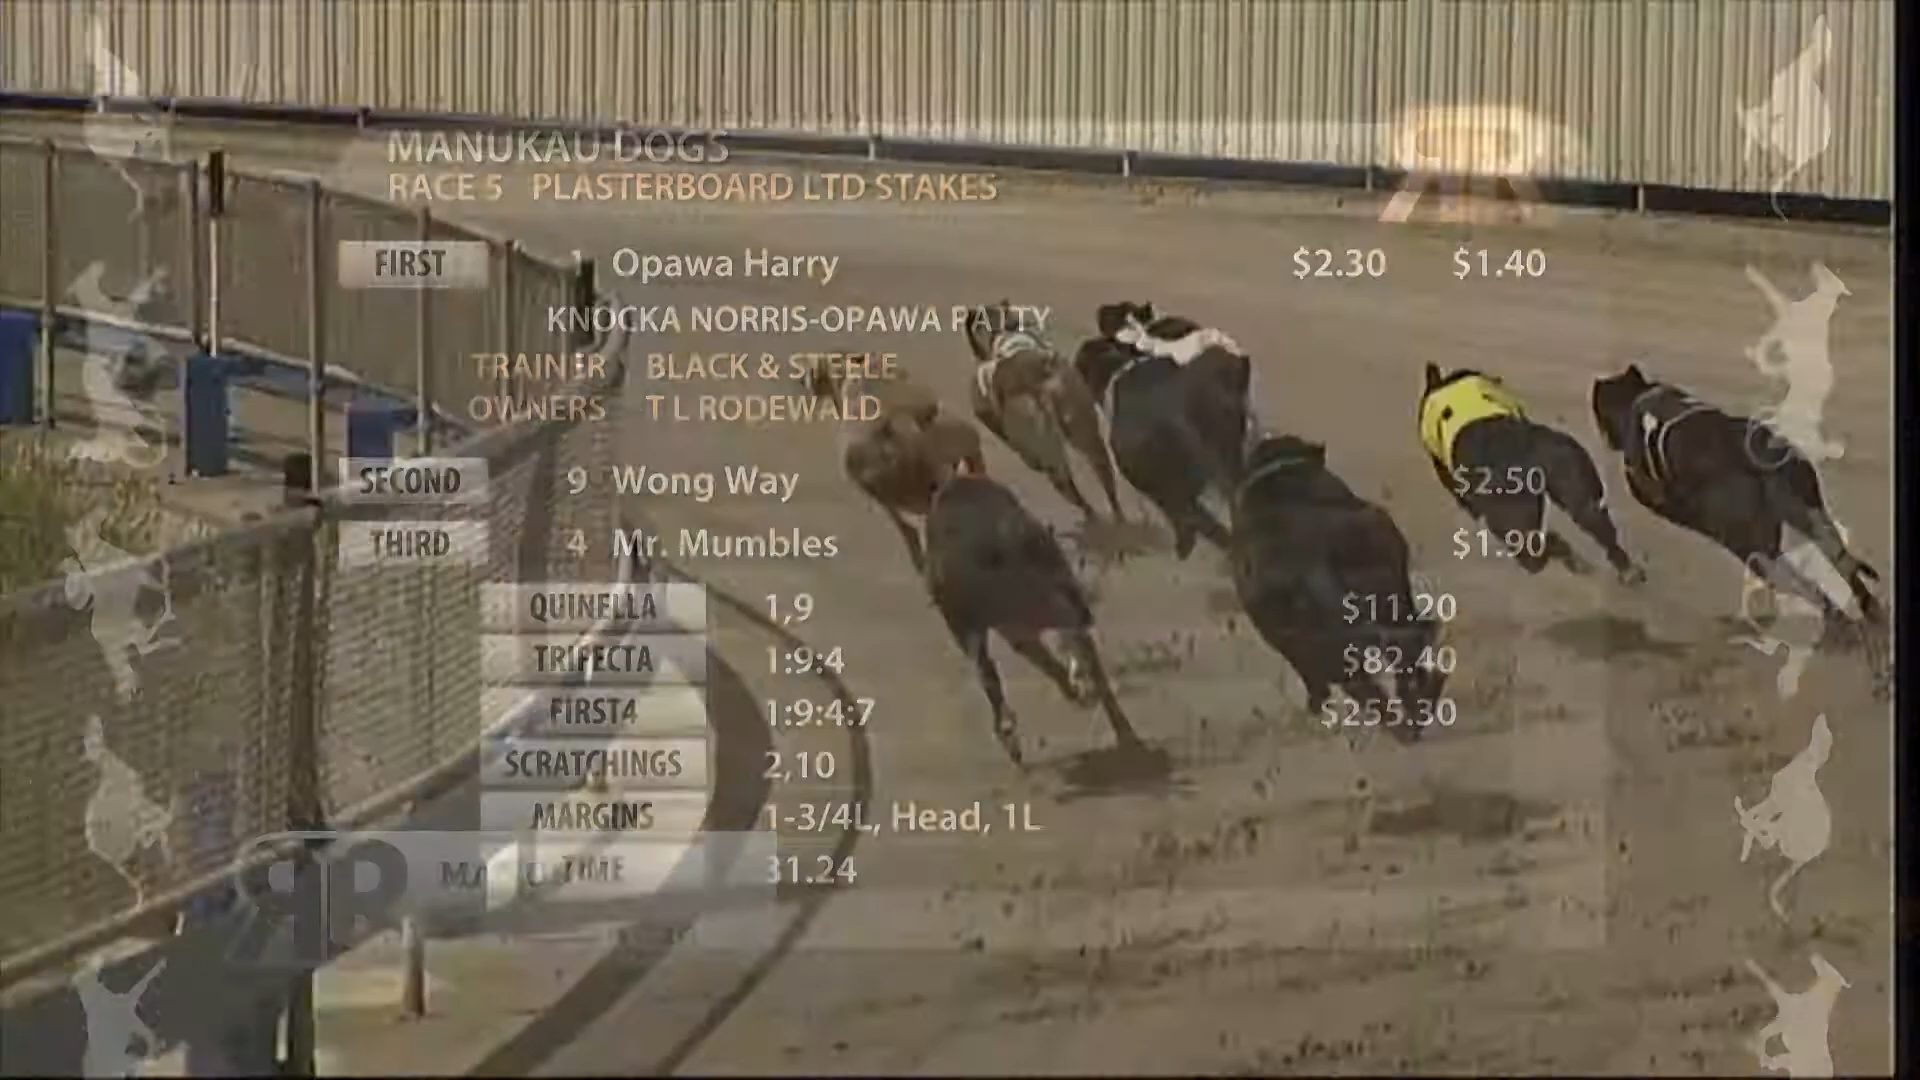 MANUKAU DOGS
RACE 5 PLASTERBOARD LTD STAKES
FIRST 1 Opawa Harry $2.30 $1.40
KNOCKA NORRIS-OPAWA PATTY
TRAINER BLACK & STEELE
OWNERS T L RODEWALD
SECOND 9 Wong Way $2.50
THIRD 4 Mr. Mumbles $1.90
QUINELLA 1,9 $11.20
TRIFECTA 1:9:4 $82.40
FIRST4 1:9:4:7 $255.30
SCRATCHINGS 2,10
MARGINS 1-3/4L, Head, 1L
TIME 31.24